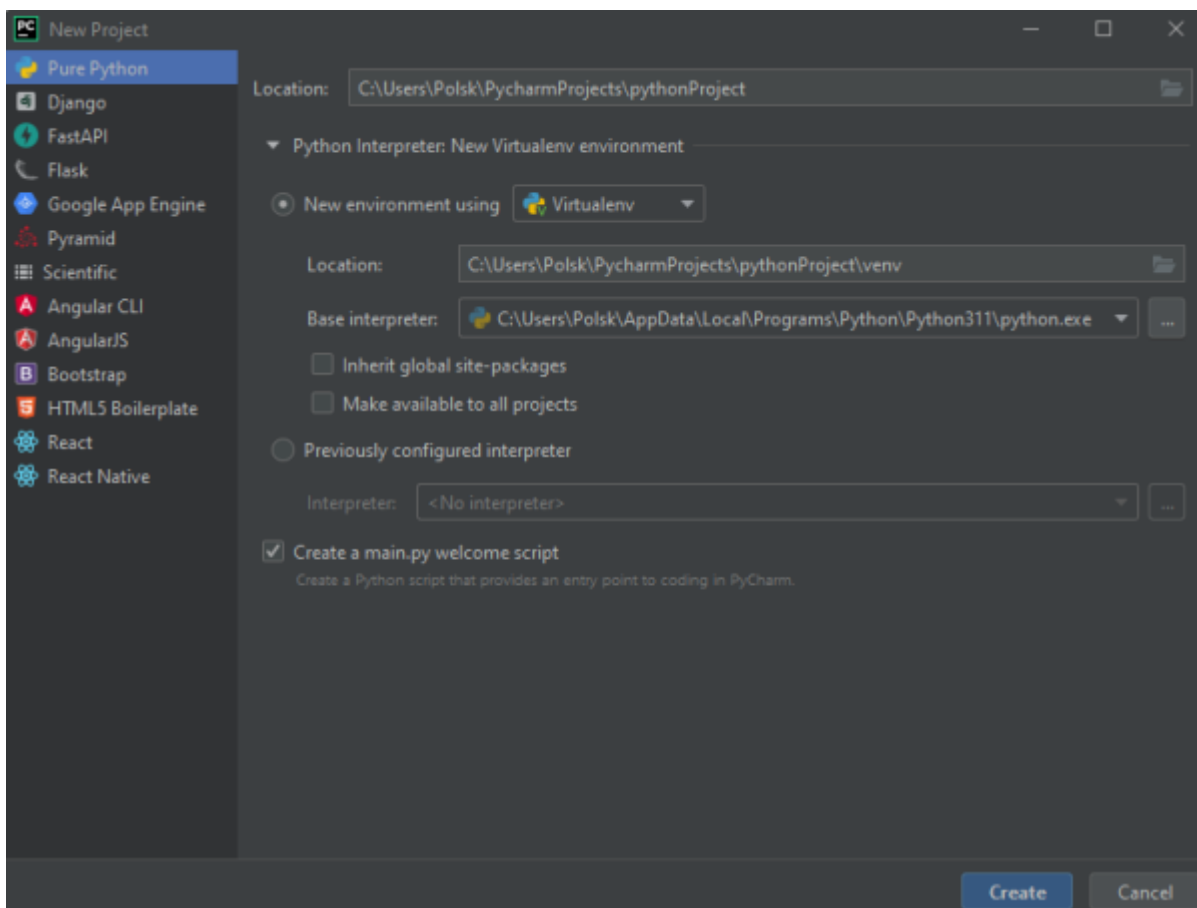 PC New Project
Pure Python
Django
FastAPI
Flask
Google App Engine
Pyramid
Scientific
Angular CLI
AngularJS
Bootstrap
HTML5 Boilerplate
React
React Native
Location: C:\Users\Polsk\PycharmProjects\pythonProject
Python Interpreter: New Virtualenv environment
New environment using Virtualenv
Location: C:\Users\Polsk\PycharmProjects\pythonProject\venv
Base interpreter: C:\Users\Polsk\AppData\Local\Programs\Python\Python311\python.exe ...
Inherit global site-packages
Make available to all projects
Previously configured interpreter
Interpreter: <No interpreter> ...
Create a main.py welcome script
Create a Python script that provides an entry point to coding in PyCharm.
Create Cancel